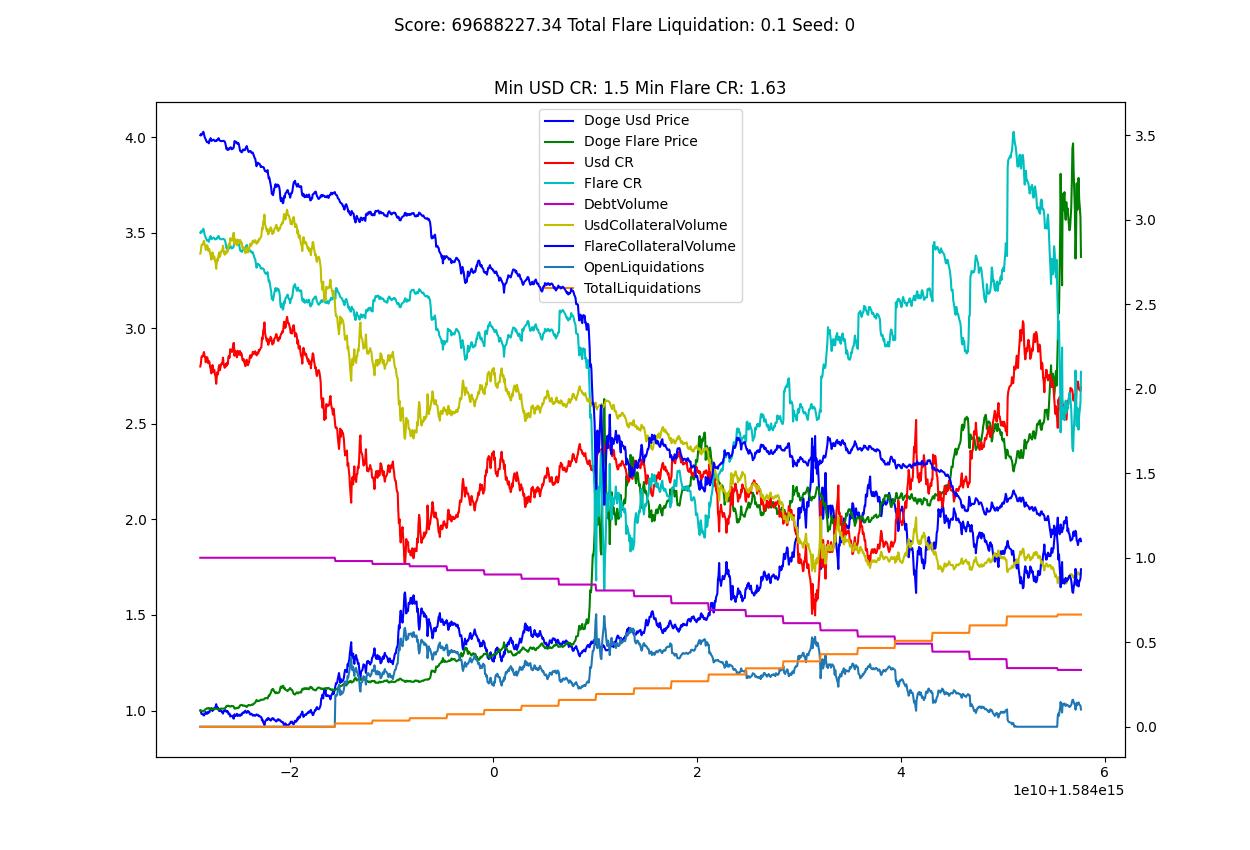 Score: 69688227.34 Total Flare Liquidation: 0.1 Seed: 0
Min USD CR: 1.5 Min Flare CR: 1.63
Doge Usd Price
Doge Flare Price
Usd CR
Flare CR
DebtVolume
UsdCollateralVolume
FlareCollateralVolume
OpenLiquidations
TotalLiquidations
4.0
3.5
3.0
2.5
2.0
1.5
1.0
3.5
3.0
2.5
2.0
1.5
1.0
0.5
0.0
−2 0 2 4 6
1e10+1.584e15